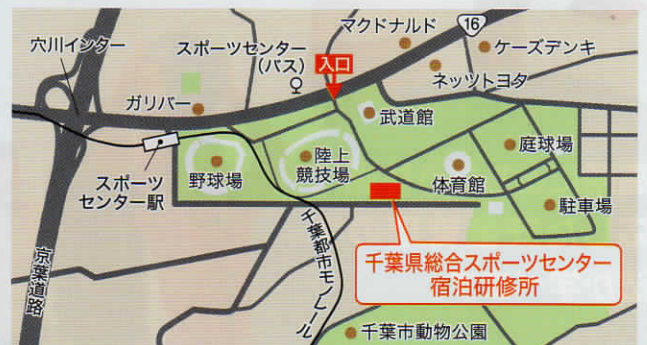 マクドナルド
16
穴川インター
スポーツセンター
(バス)
入口
ケーズデンキ
ネッツトヨタ
ガリバー
武道館
庭球場
陸上
競技場
野球場
体育館
スポーツ
センター駅
駐車場
千葉都市モノレール
京葉道路
千葉県総合スポーツセンター
宿泊研修所
千葉市動物公園